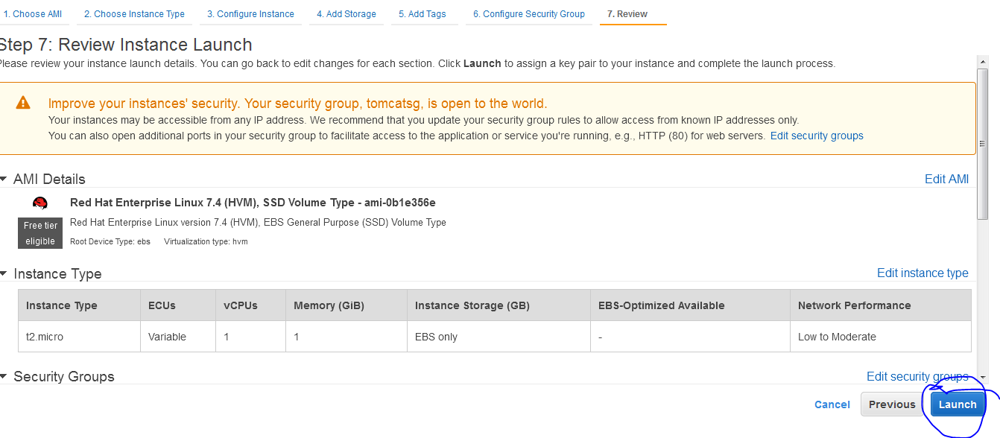 1. Choose AMI 2. Choose Instance Type 3. Configure Instance 4. Add Storage 5. Add Tags 6. Configure Security Group 7. Review
Step 7: Review Instance Launch
Please review your instance launch details. You can go back to edit changes for each section. Click Launch to assign a key pair to your instance and complete the launch process.
Improve your instances' security. Your security group, tomcatsg, is open to the world.
Your instances may be accessible from any IP address. We recommend that you update your security group rules to allow access from known IP addresses only.
You can also open additional ports in your security group to facilitate access to the application or service you're running, e.g., HTTP (80) for web servers. Edit security groups
AMI Details Edit AMI
Red Hat Enterprise Linux 7.4 (HVM), SSD Volume Type - ami-0b1e356e
Free tier eligible
Red Hat Enterprise Linux version 7.4 (HVM), EBS General Purpose (SSD) Volume Type
Root Device Type: ebs Virtualization type: hvm
Instance Type Edit instance type
Instance Type ECUs vCPUs Memory (GiB) Instance Storage (GB) EBS-Optimized Available Network Performance
t2.micro Variable 1 1 EBS only - Low to Moderate
Security Groups Edit security groups
Cancel Previous Launch